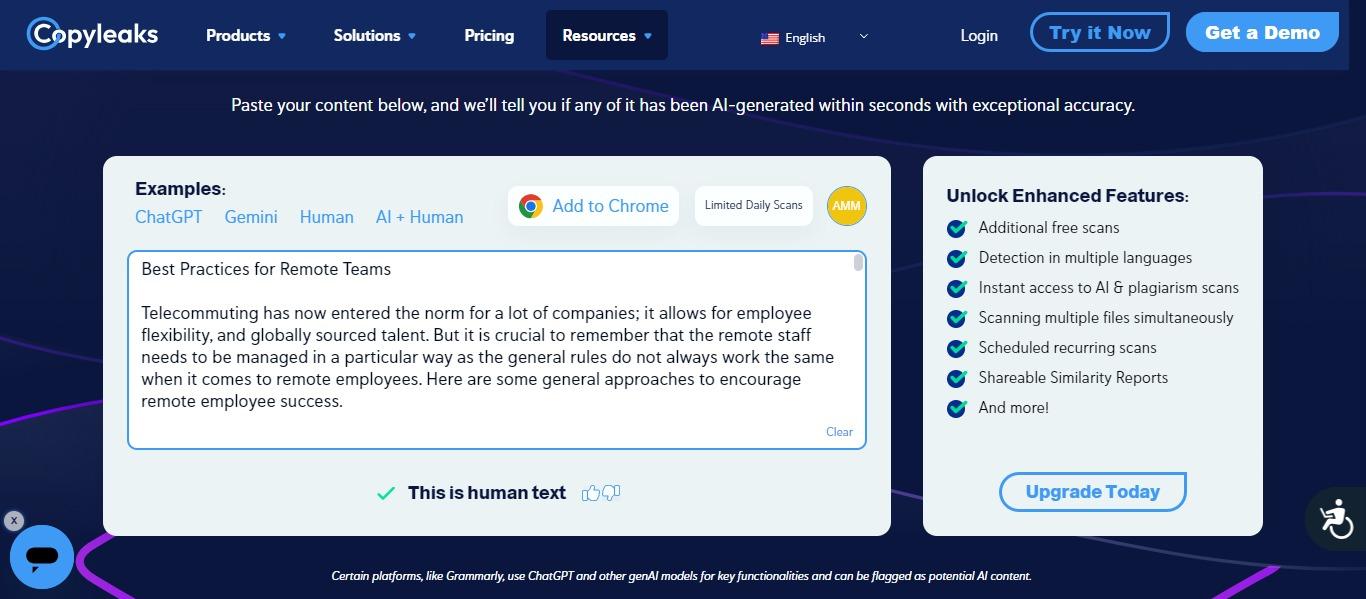 Copyleaks
Products
Solutions
Pricing
Resources
English
Login
Try it Now
Get a Demo
Paste your content below, and we'll tell you if any of it has been AI-generated within seconds with exceptional accuracy.
Examples:
ChatGPT Gemini Human AI + Human
Add to Chrome
Limited Daily Scans
AMM
Best Practices for Remote Teams
Telecommuting has now entered the norm for a lot of companies; it allows for employee
flexibility, and globally sourced talent. But it is crucial to remember that the remote staff
needs to be managed in a particular way as the general rules do not always work the same
when it comes to remote employees. Here are some general approaches to encourage
remote employee success.
Clear
This is human text
Unlock Enhanced Features:
Additional free scans
Detection in multiple languages
Instant access to AI & plagiarism scans
Scanning multiple files simultaneously
Scheduled recurring scans
Shareable Similarity Reports
And more!
Upgrade Today
x
Certain platforms, like Grammarly, use ChatGPT and other genAI models for key functionalities and can be flagged as potential AI content.